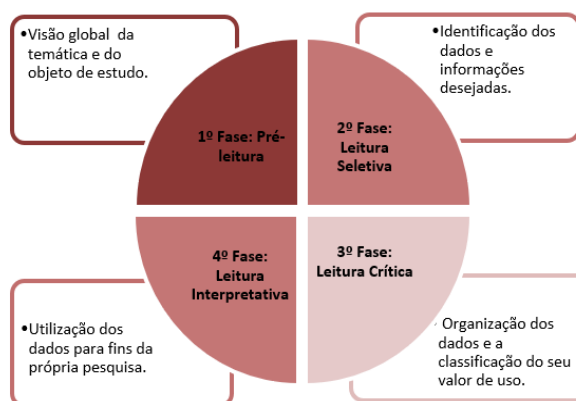 •Visão global da
temática e do
objeto de estudo.
•Identificação dos
dados e
informações
desejadas.
1º Fase: Pré-
leitura
2º Fase:
Leitura
Seletiva
4º Fase:
Leitura
Interpretativa
3º Fase:
Leitura Crítica
•Utilização dos
dados para fins da
própria pesquisa.
Organização dos
dados e a
classificação do seu
valor de uso.